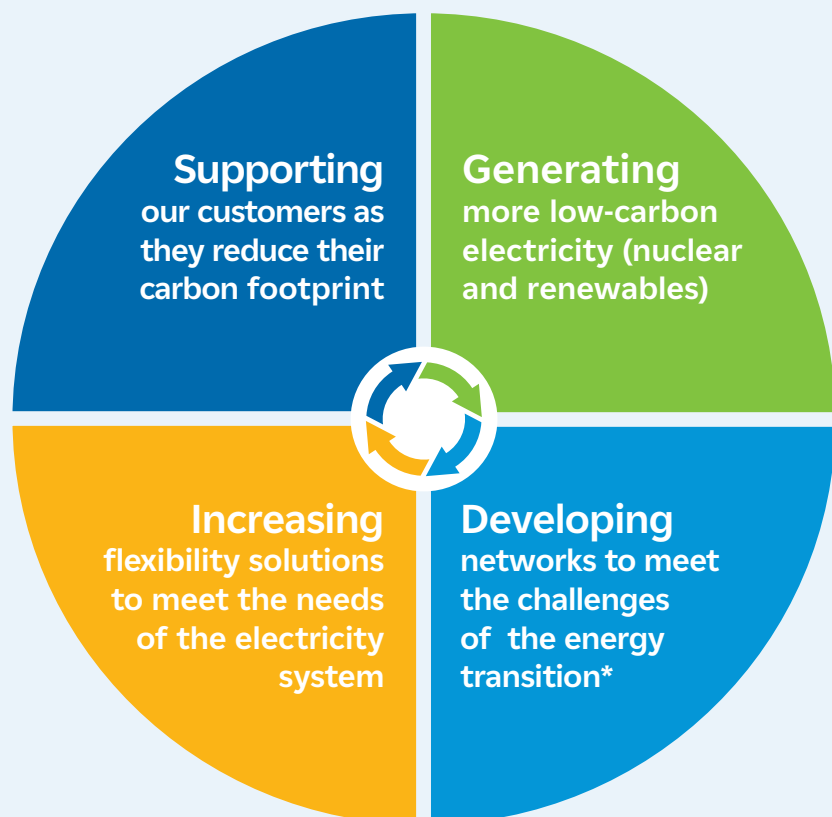 Supporting
our customers as
they reduce their
carbon footprint
Generating
more low-carbon
electricity (nuclear
and renewables)
Increasing
flexibility solutions
to meet the needs
of the electricity
system
Developing
networks to meet
the challenges
of the energy
transition*